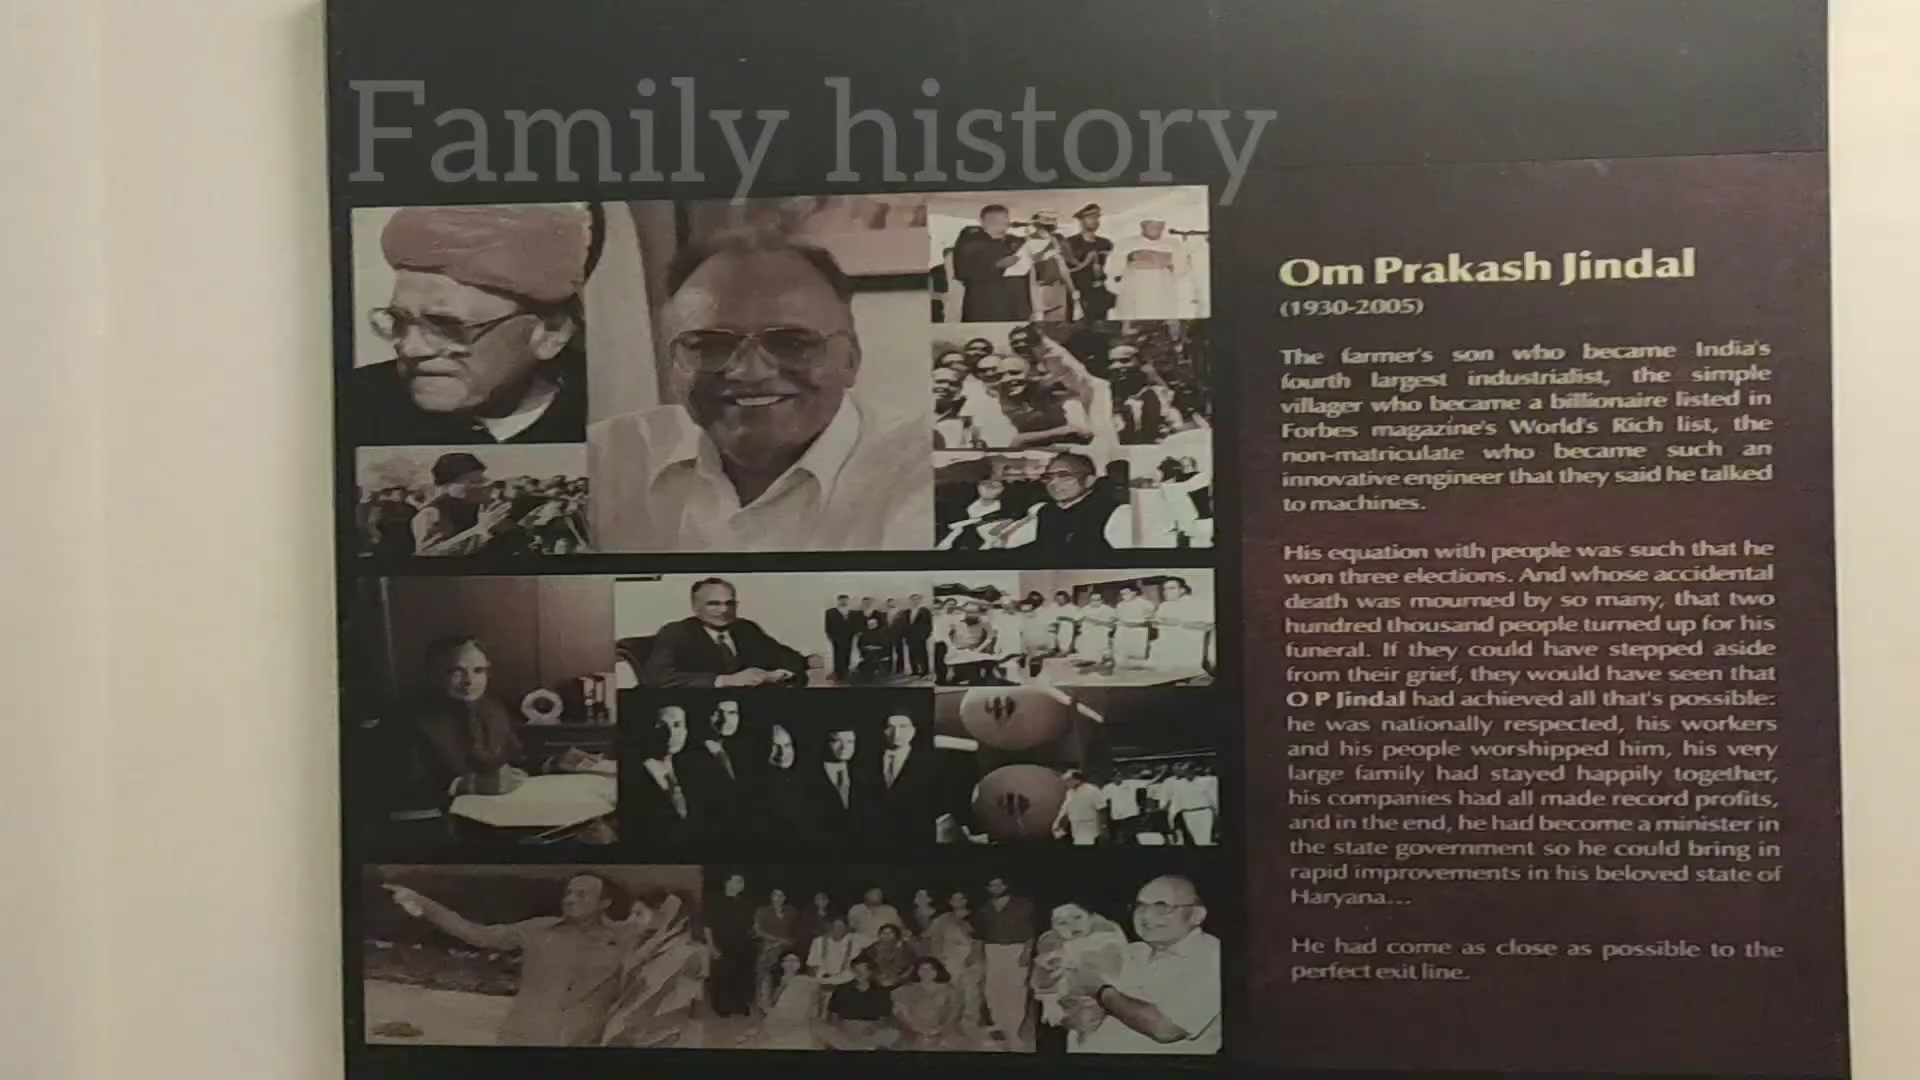 Family history
Om Prakash Jindal
(1930-2005)
The farmer's son who became India's
fourth largest industrialist, the simple
villager who became a billionaire listed in
Forbes magazine's World's Rich list, the
non-matriculate who became such an
innovative engineer that they said he talked
to machines.
His equation with people was such that he
won three elections. And whose accidental
death was mourned by so many, that two
hundred thousand people turned up for his
funeral. If they could have stepped aside
from their grief, they would have seen that
O P Jindal had achieved all that's possible:
he was nationally respected, his workers
and his people worshipped him, his very
large family had stayed happily together,
his companies had all made record profits,
and in the end, he had become a minister in
the state government so he could bring in
rapid improvements in his beloved state of
Haryana...
He had come as close as possible to the
perfect exit line.